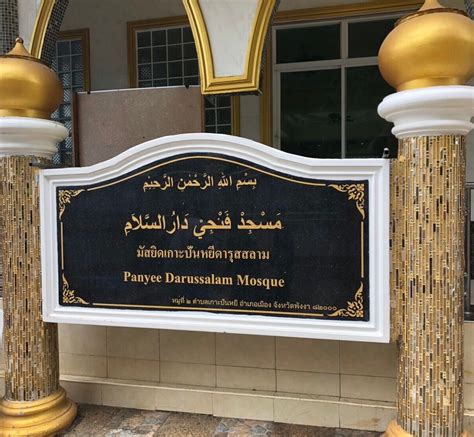 بِسْمِ اللهِ الرَّحْمٰنِ الرَّحِيْمِ
مَسْجِدْ فَنْجِيْ دَارُ السَّلَامِ
มัสยิดเกาะปันหยีดารุสสลาม
Panyee Darussalam Mosque
หมู่ที่ ๒ ตำบลเกาะปันหยี อำเภอเมือง จังหวัดพังงา ๘๒๐๐๐